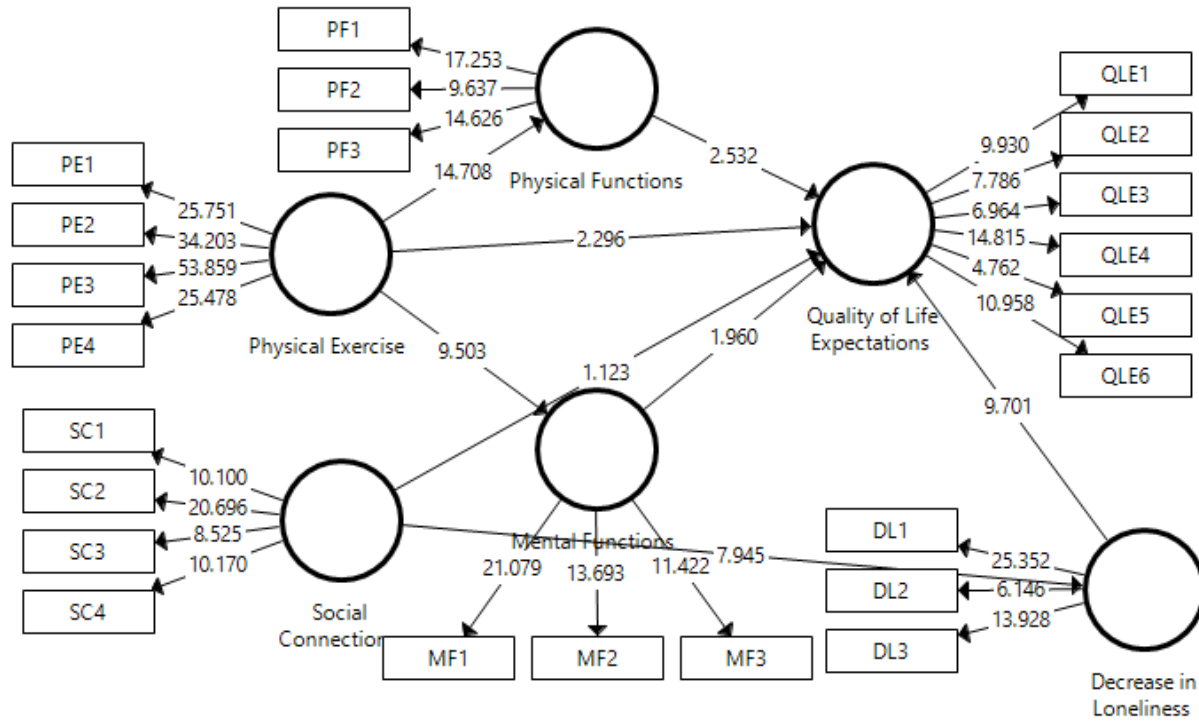 PF1
PF2
PF3
17.253
9.637
14.626
Physical Functions
14.708
2.532
PE1
PE2
PE3
PE4
25.751
34.203
53.859
25.478
Physical Exercise
2.296
9.503
QLE1
QLE2
QLE3
QLE4
QLE5
QLE6
9.930
7.786
6.964
14.815
4.762
10.958
Quality of Life
Expectations
1.123
1.960
9.701
SC1
SC2
SC3
SC4
10.100
20.696
8.525
10.170
Social
Connection
Mental Functions
7.945
21.079
13.693
11.422
MF1
MF2
MF3
DL1
DL2
DL3
25.352
6.146
13.928
Decrease in
Loneliness